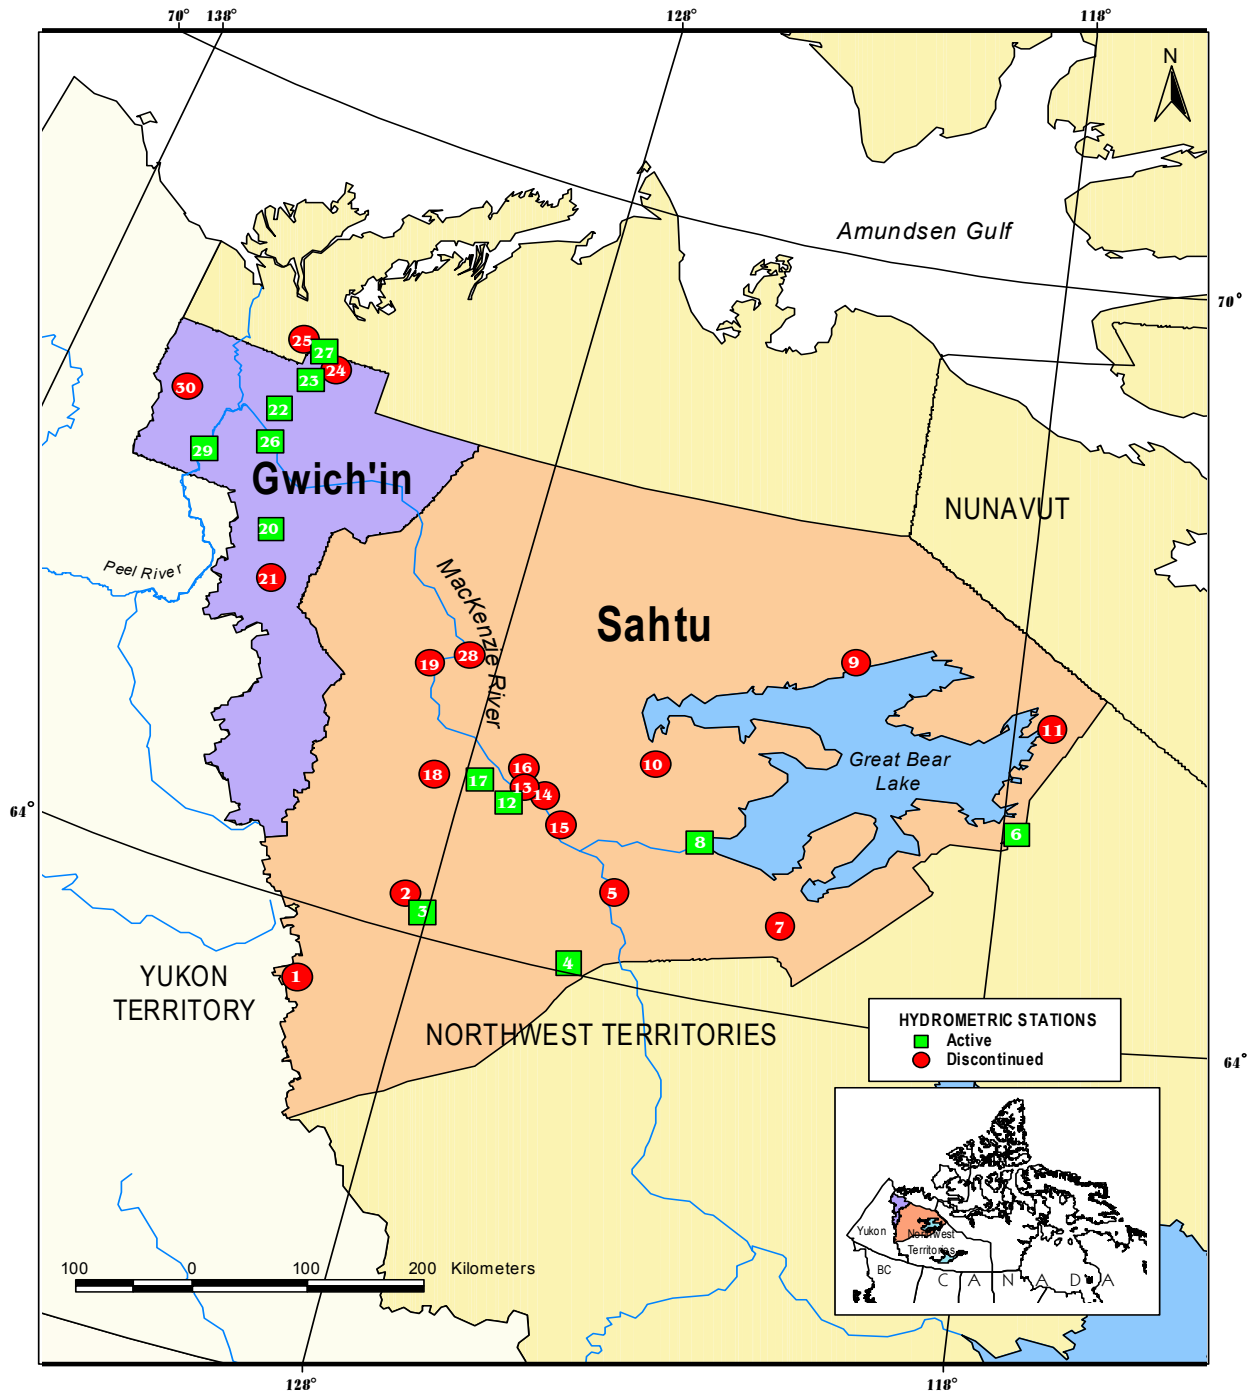 70° 138° 128° 118°
N
Amundsen Gulf
70°
25
27
24
23
30
22
26
29
Gwich'in
NUNAVUT
20
Peel River
21
MacKenzie River
Sahtu
19
28
9
11
16
10
Great Bear
Lake
18
17
13
14
12
64°
15
8
6
2
5
3
7
4
1
YUKON
TERRITORY
NORTHWEST TERRITORIES
HYDROMETRIC STATIONS
Active
Discontinued
64°
Yukon
Northwest
Territories
BC
CANADA
100 0 100 200 Kilometers
128° 118°